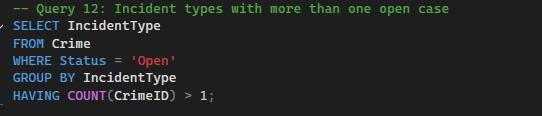 -- Query 12: Incident types with more than one open case
SELECT IncidentType
FROM Crime
WHERE Status = 'Open'
GROUP BY IncidentType
HAVING COUNT(CrimeID) > 1;